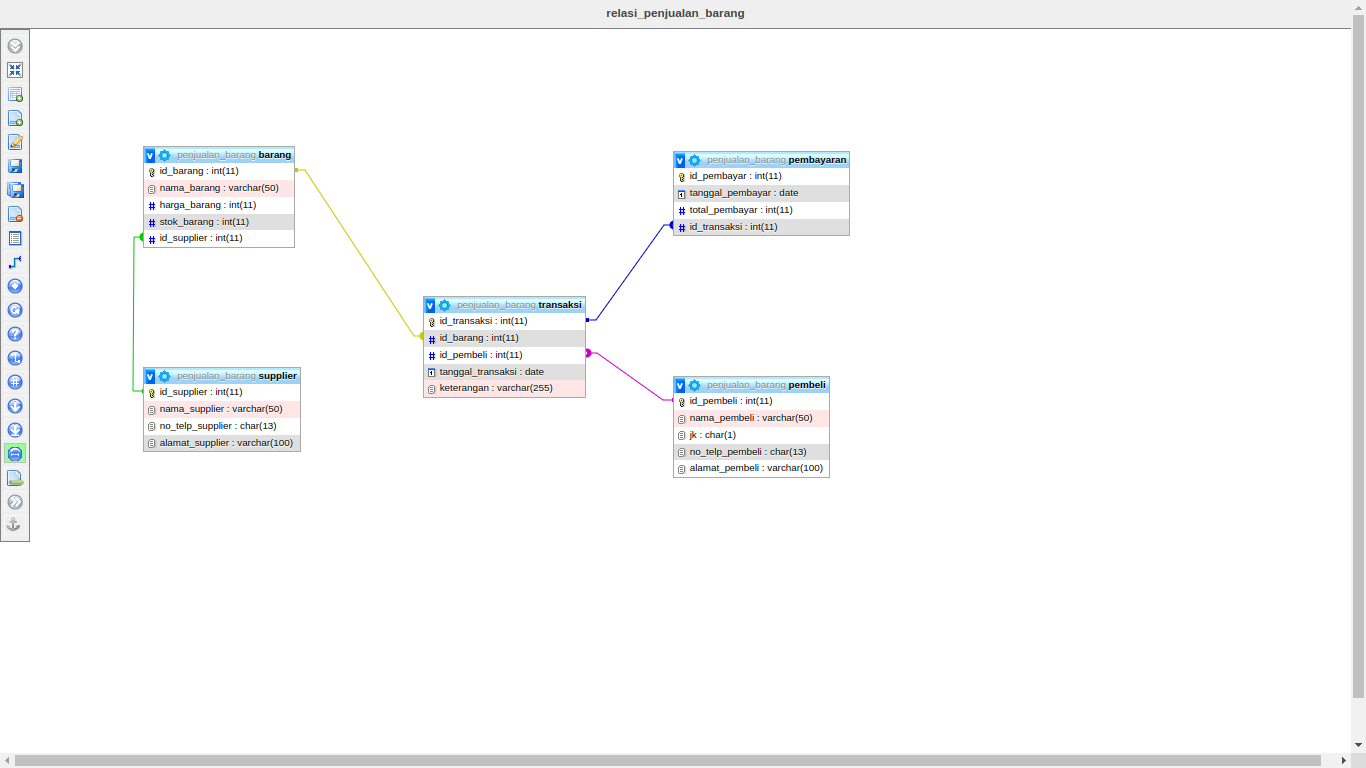 relasi_penjualan_barang
penjualan_barang barang
id_barang : int(11)
nama_barang : varchar(50)
harga_barang : int(11)
stok_barang : int(11)
id_supplier : int(11)
penjualan_barang pembayaran
id_pembayar : int(11)
tanggal_pembayar : date
total_pembayar : int(11)
id_transaksi : int(11)
penjualan_barang transaksi
id_transaksi : int(11)
id_barang : int(11)
id_pembeli : int(11)
tanggal_transaksi : date
keterangan : varchar(255)
penjualan_barang supplier
id_supplier : int(11)
nama_supplier : varchar(50)
no_telp_supplier : char(13)
alamat_supplier : varchar(100)
penjualan_barang pembeli
id_pembeli : int(11)
nama_pembeli : varchar(50)
jk : char(1)
no_telp_pembeli : char(13)
alamat_pembeli : varchar(100)